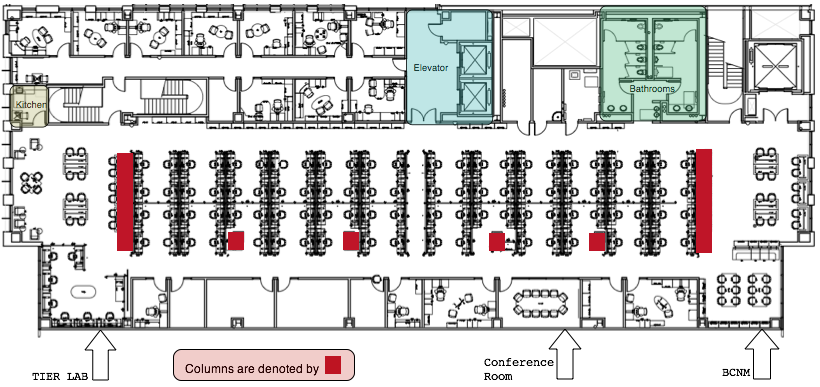 Elevator
Bathrooms
Kitchen
TIER LAB
Columns are denoted by
Conference
Room
BCNM